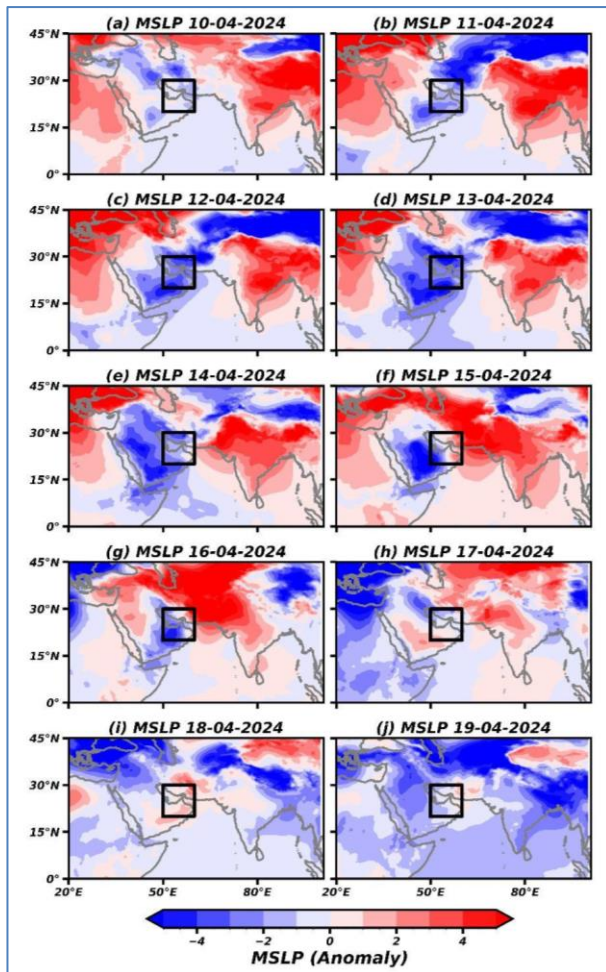 (a) MSLP 10-04-2024
(b) MSLP 11-04-2024
45°N
30°N
15°N
0°
(c) MSLP 12-04-2024
(d) MSLP 13-04-2024
45°N
30°N
15°N
0°
(e) MSLP 14-04-2024
(f) MSLP 15-04-2024
45°N
30°N
15°N
0°
(g) MSLP 16-04-2024
(h) MSLP 17-04-2024
45°N
30°N
15°N
0°
(i) MSLP 18-04-2024
(j) MSLP 19-04-2024
45°N
30°N
15°N
0°
20°E 50°E 80°E 20°E 50°E 80°E
−4 −2 0 2 4
MSLP (Anomaly)